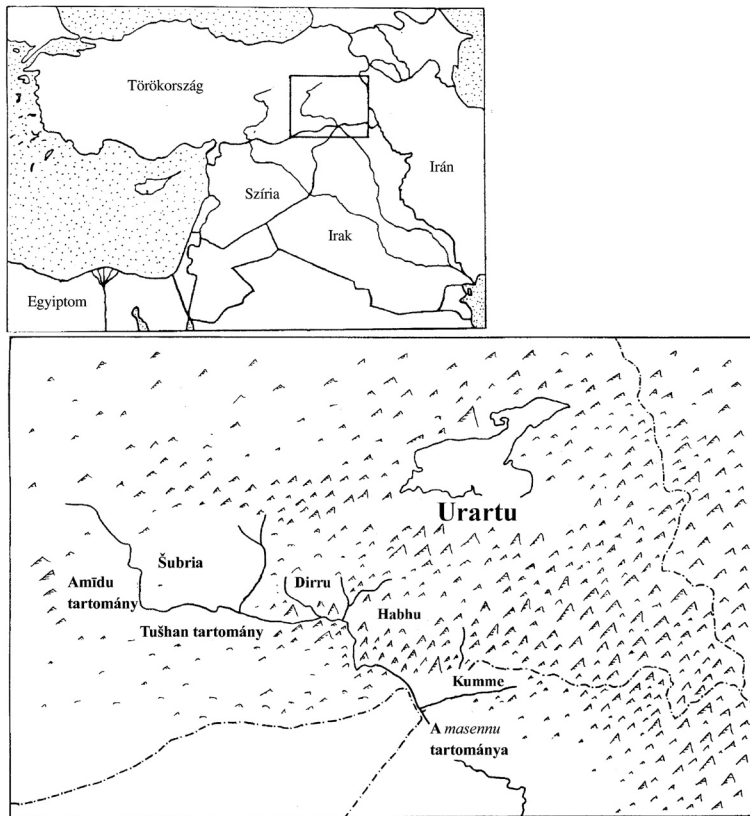 Törökország
Irán
Szíria
Irak
Egyiptom
Urartu
Šubria
Amīdu
tartomány
Dirru
Tušhan tartomány
Habhu
Kumme
A masennu
tartománya